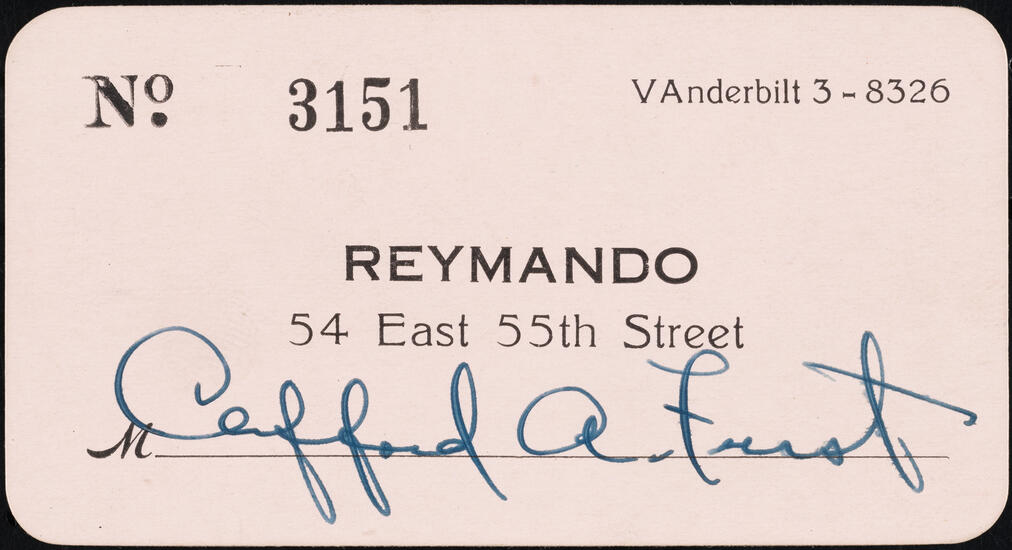 Nº. 3151 VAnderbilt 3-8326
REYMANDO
54 East 55th Street
M Clifford A. Furst